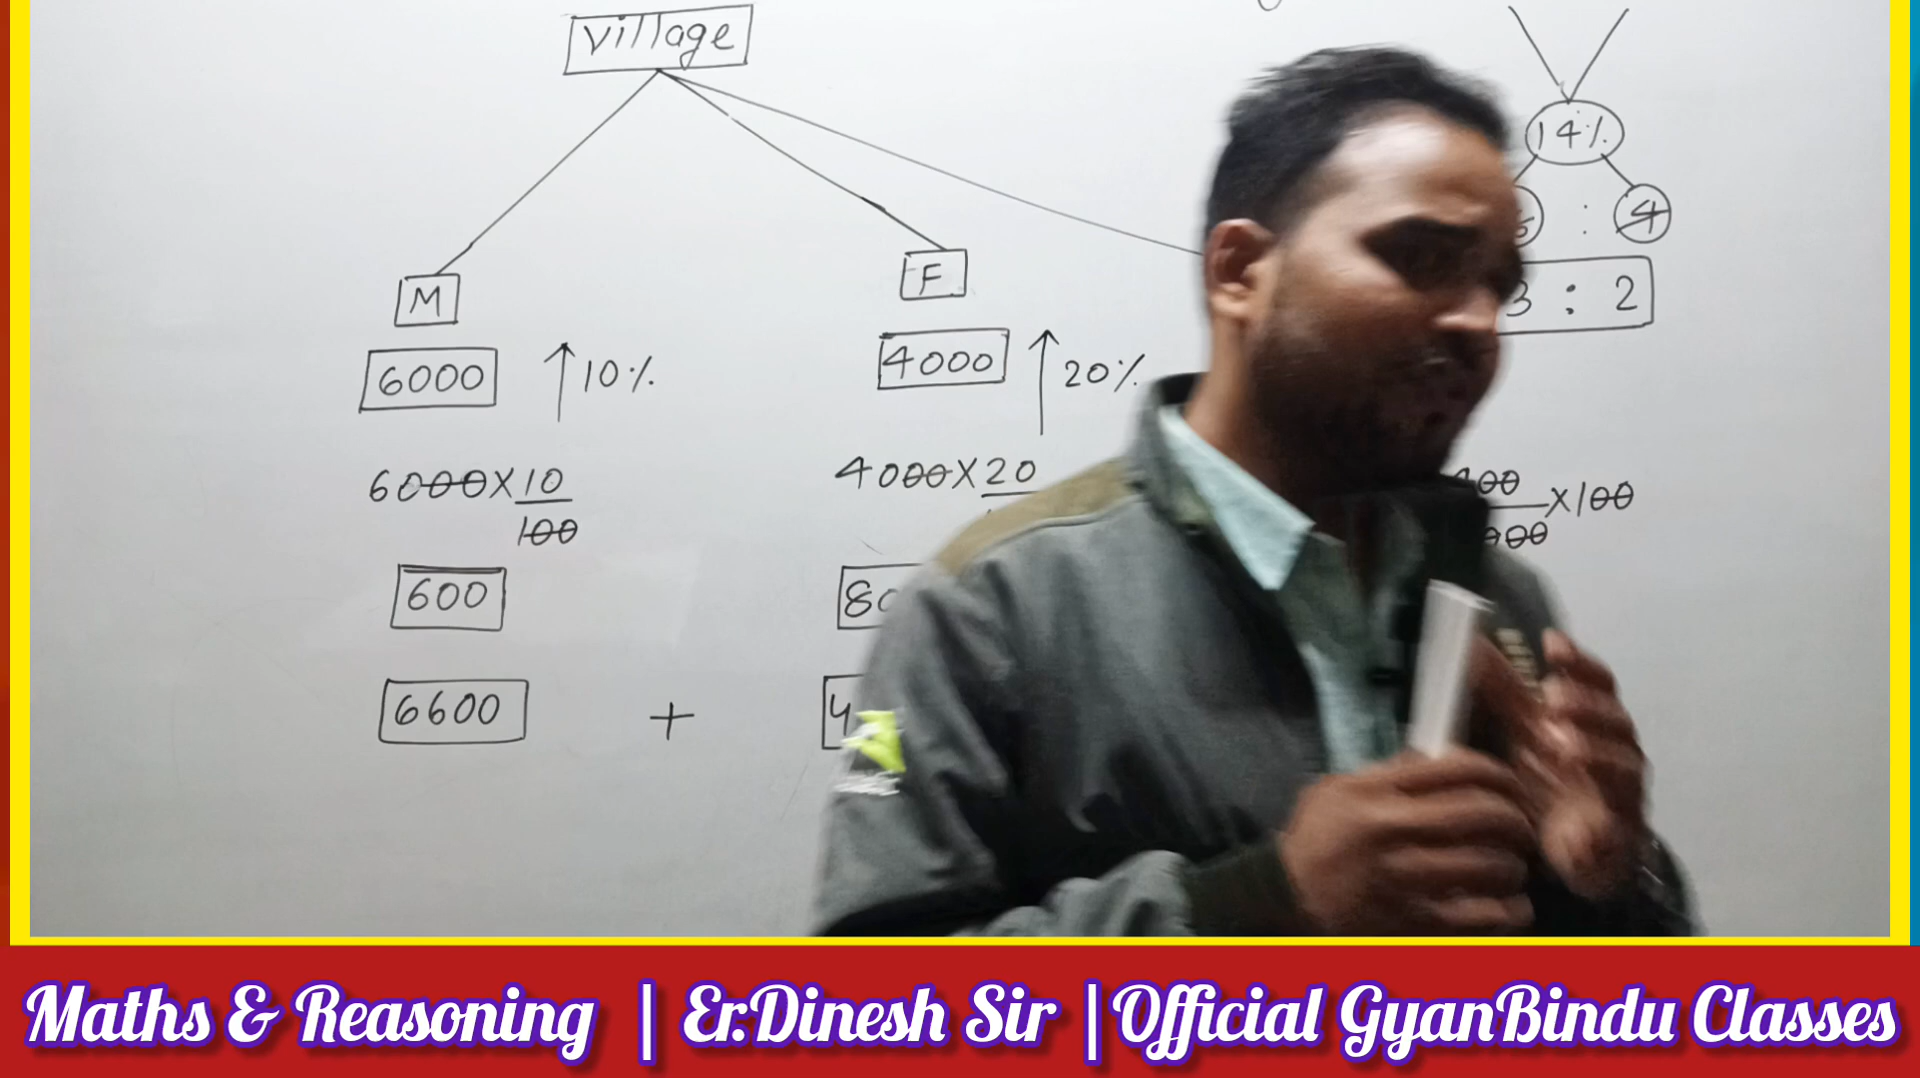 village
14%
: 4
M
F
3 : 2
6000 10%
4000 20%
6000×10
100
4000×20
00
×100
600
80
6600 + 4
Maths & Reasoning | Er.Dinesh Sir | Official GyanBindu Classes